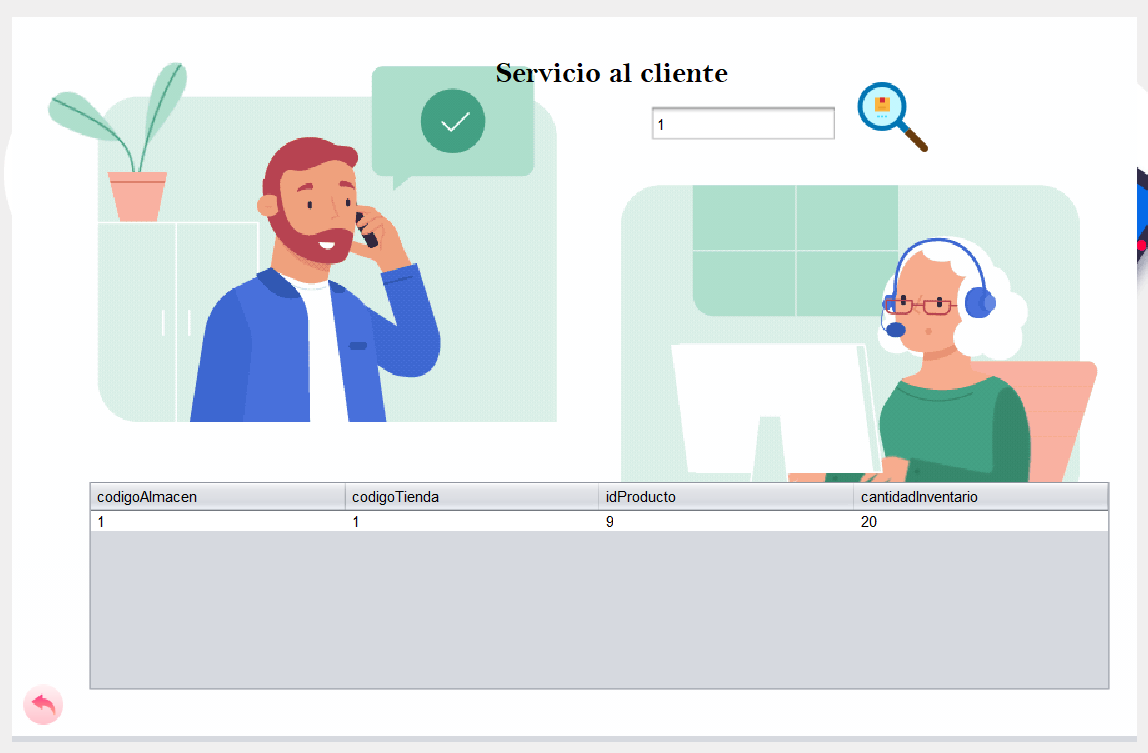 Servicio al cliente
1
codigoAlmacen codigoTienda idProducto cantidadInventario
1 1 9 20